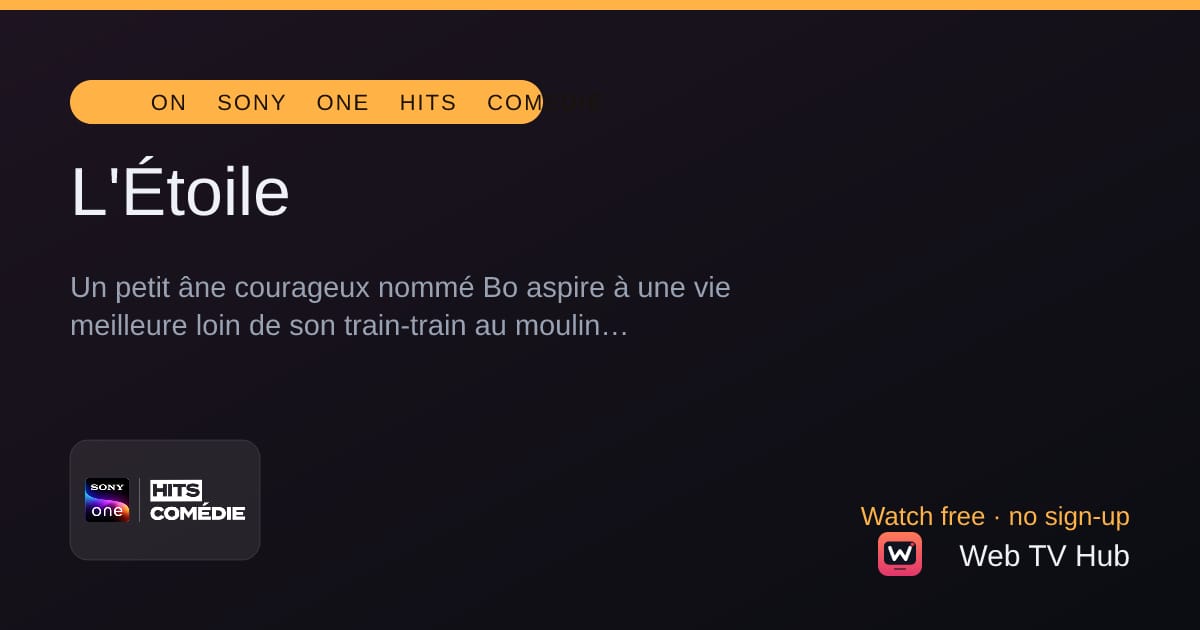 ON SONY ONE HITS COMÉDIE
L'Étoile
Un petit âne courageux nommé Bo aspire à une vie
meilleure loin de son train-train au moulin…
SONY
one
HITS
COMÉDIE
Watch free · no sign-up
W
Web TV Hub